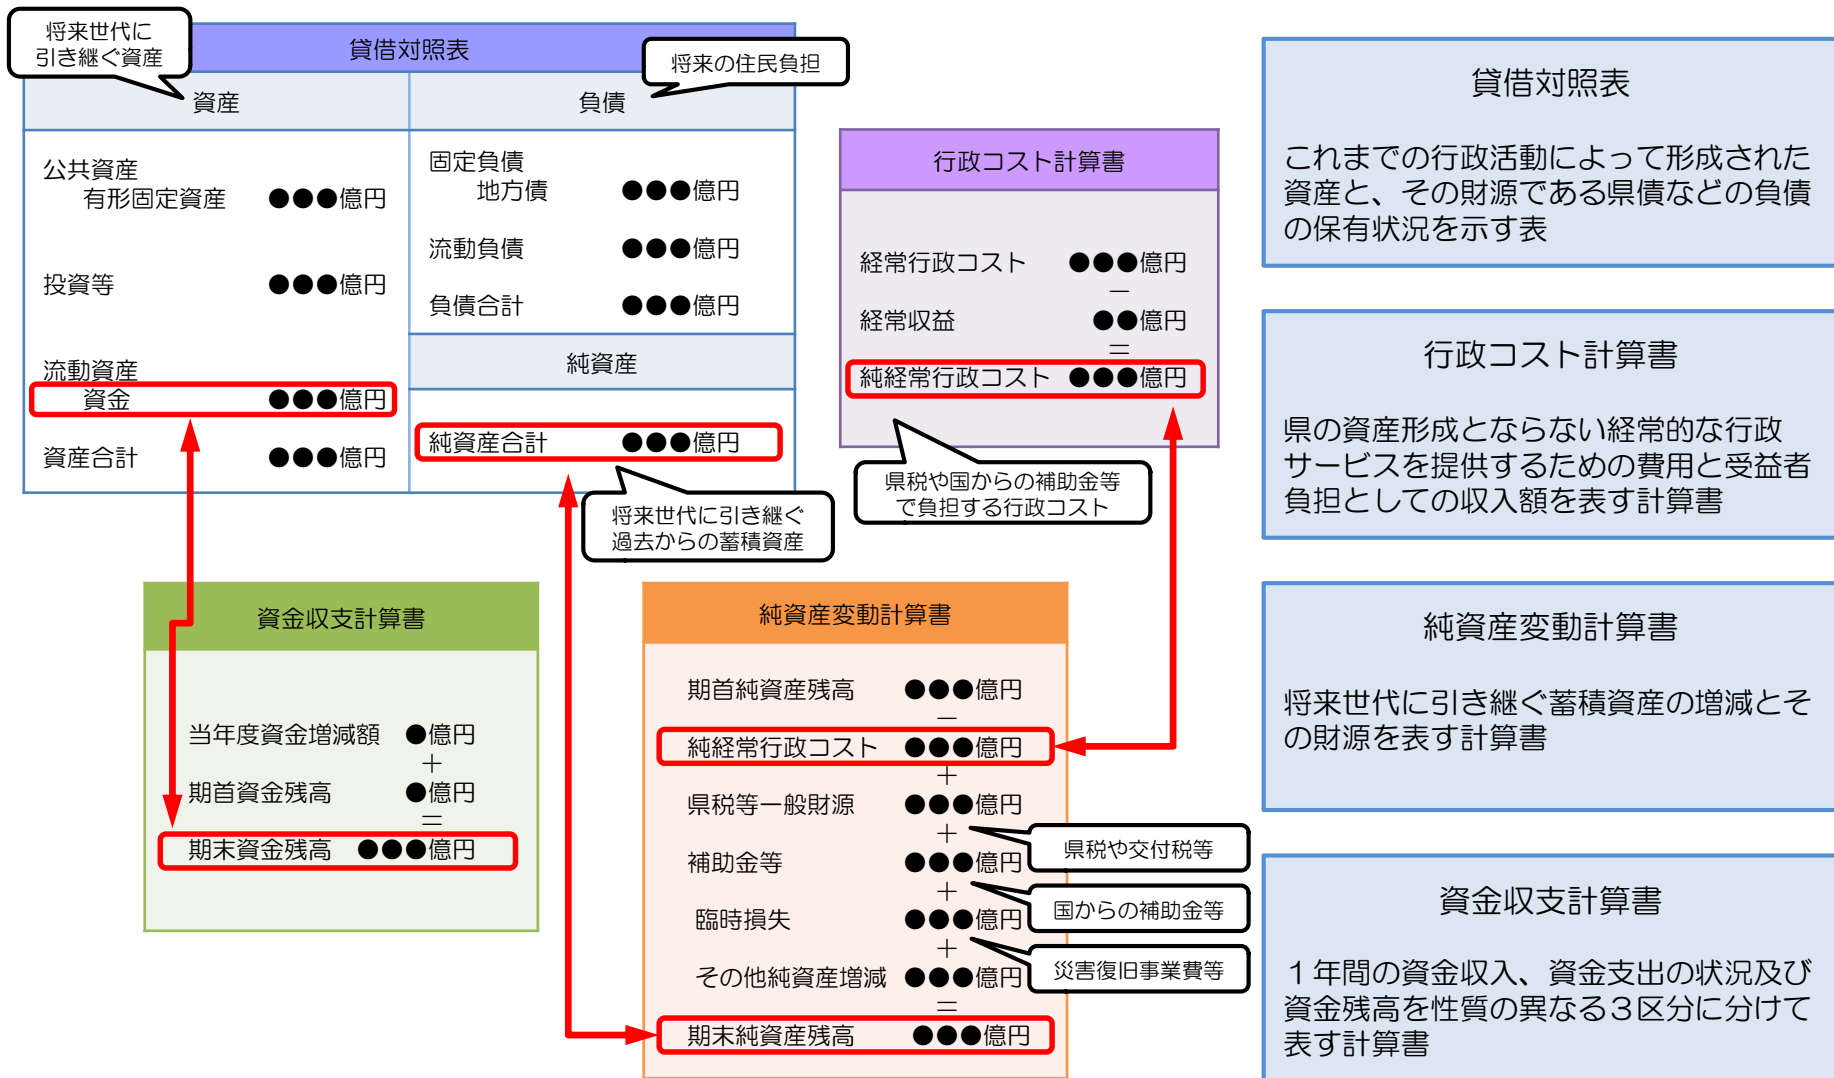 将来世代に
引き継ぐ資産
貸借対照表
将来の住民負担
資産
負債
公共資産
有形固定資産 ●●●億円
投資等 ●●●億円
流動資産
資金 ●●●億円
資産合計 ●●●億円
固定負債
地方債 ●●●億円
流動負債 ●●●億円
負債合計 ●●●億円
純資産
純資産合計 ●●●億円
将来世代に引き継ぐ
過去からの蓄積資産
行政コスト計算書
経常行政コスト ●●●億円
－
経常収益 ●●億円
＝
純経常行政コスト ●●●億円
県税や国からの補助金等
で負担する行政コスト
資金収支計算書
当年度資金増減額 ●億円
＋
期首資金残高 ●億円
＝
期末資金残高 ●●●億円
純資産変動計算書
期首純資産残高 ●●●億円
－
純経常行政コスト ●●●億円
＋
県税等一般財源 ●●●億円
＋
県税や交付税等
補助金等 ●●●億円
＋
国からの補助金等
臨時損失 ●●●億円
＋
災害復旧事業費等
その他純資産増減 ●●●億円
＝
期末純資産残高 ●●●億円
貸借対照表
これまでの行政活動によって形成された
資産と、その財源である県債などの負債
の保有状況を示す表
行政コスト計算書
県の資産形成とならない経常的な行政
サービスを提供するための費用と受益者
負担としての収入額を表す計算書
純資産変動計算書
将来世代に引き継ぐ蓄積資産の増減とそ
の財源を表す計算書
資金収支計算書
１年間の資金収入、資金支出の状況及び
資金残高を性質の異なる３区分に分けて
表す計算書